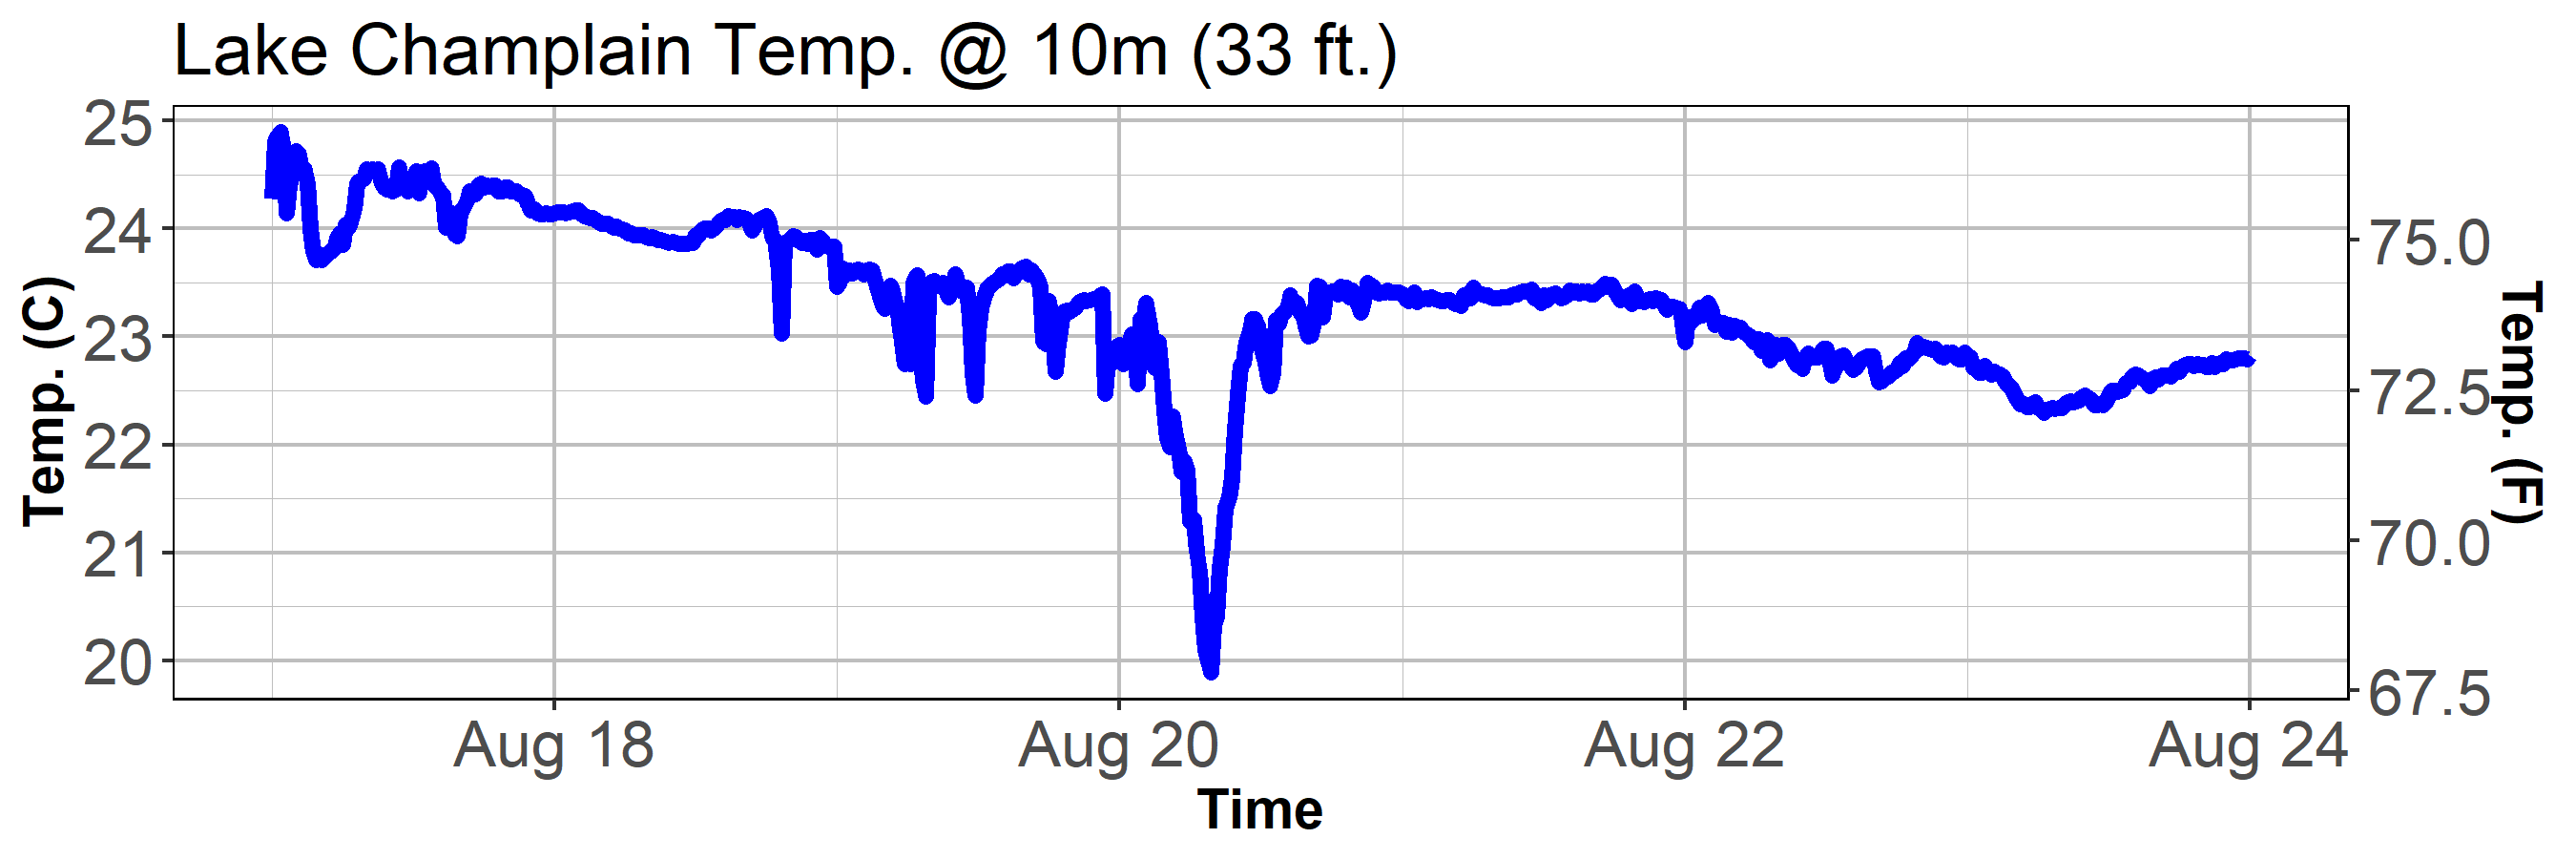 Lake Champlain Temp. @ 10m (33 ft.)
Temp. (C)
25
24
23
22
21
20
75.0
72.5
70.0
67.5
Temp. (F)
Aug 18
Aug 20
Aug 22
Aug 24
Time